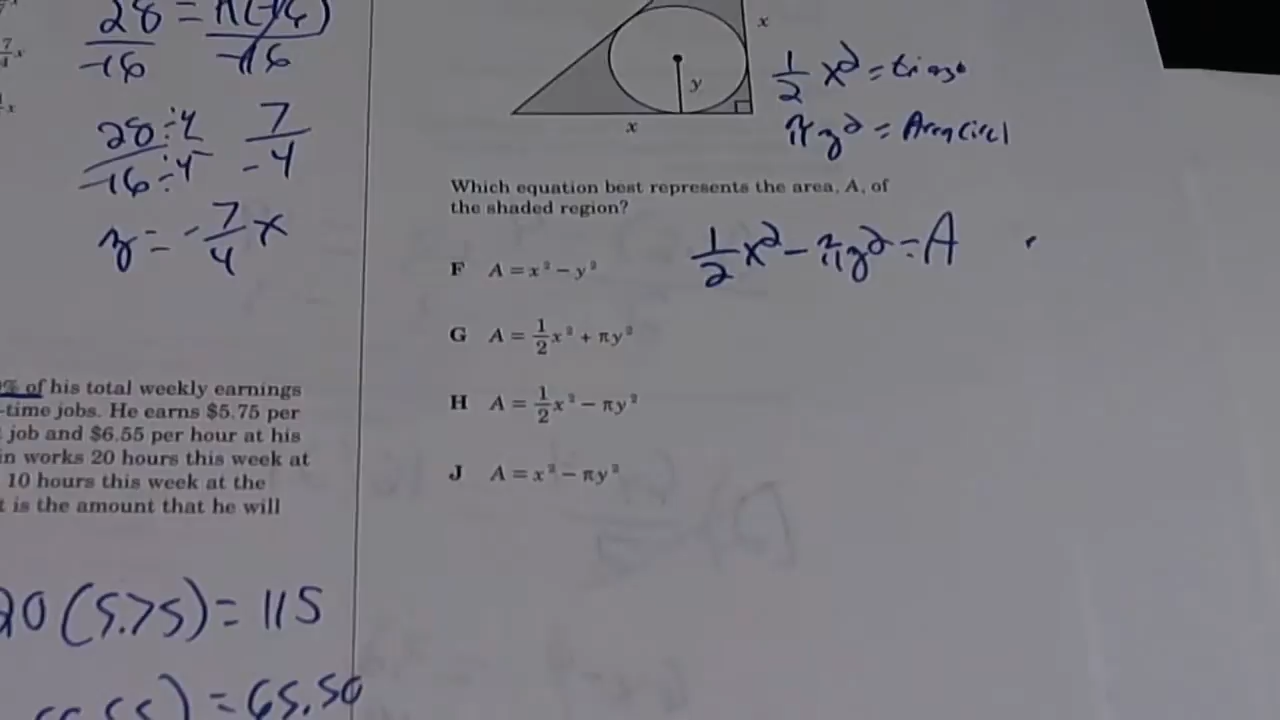 28 = k(-16)
-16 -16
7/4 x
x
28 ÷ 4 7
-16 ÷ 4 -4
y = -7/4 x
x
y
x
1/2 x² = triang
πy² = Area Circl
Which equation best represents the area, A, of
the shaded region?
1/2 x² - πy² = A
F A = x² − y²
G A = 1/2 x² + πy²
H A = 1/2 x² − πy²
J A = x² − πy²
% of his total weekly earnings
-time jobs. He earns $5.75 per
job and $6.55 per hour at his
in works 20 hours this week at
10 hours this week at the
t is the amount that he will
20 (5.75) = 115
) = 65.50